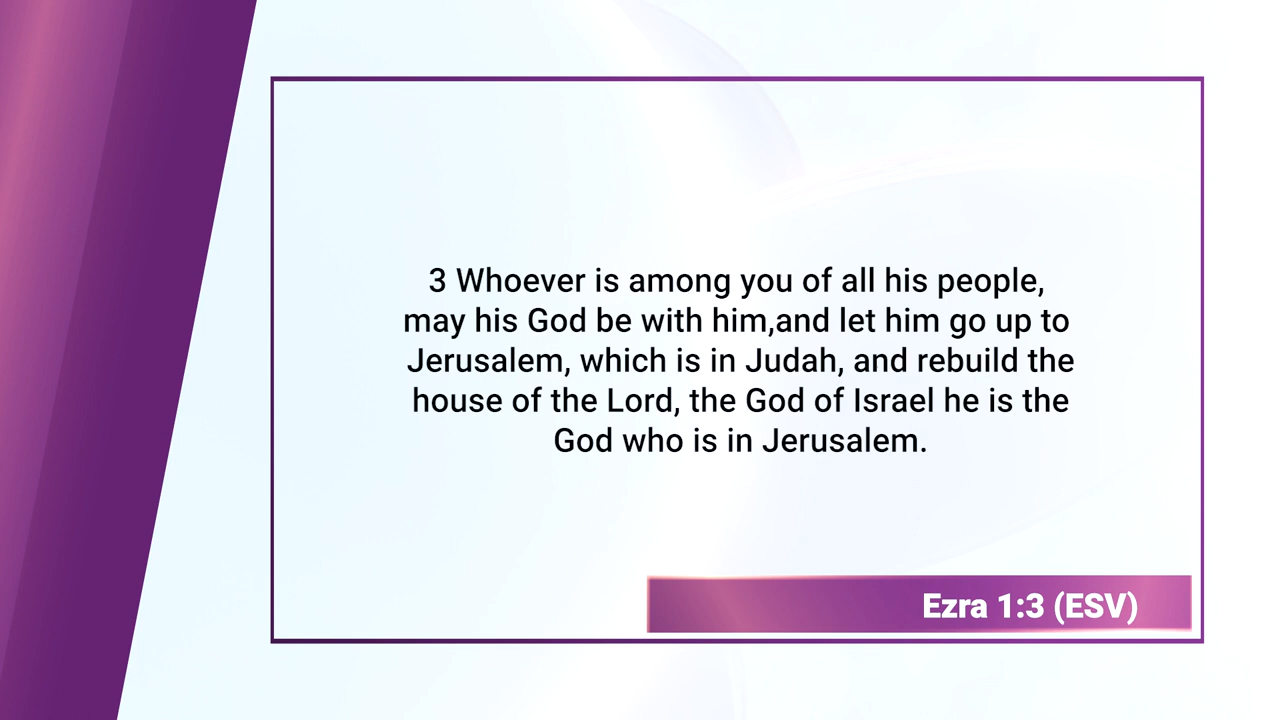 3 Whoever is among you of all his people,
may his God be with him,and let him go up to
Jerusalem, which is in Judah, and rebuild the
house of the Lord, the God of Israel he is the
God who is in Jerusalem.
Ezra 1:3 (ESV)